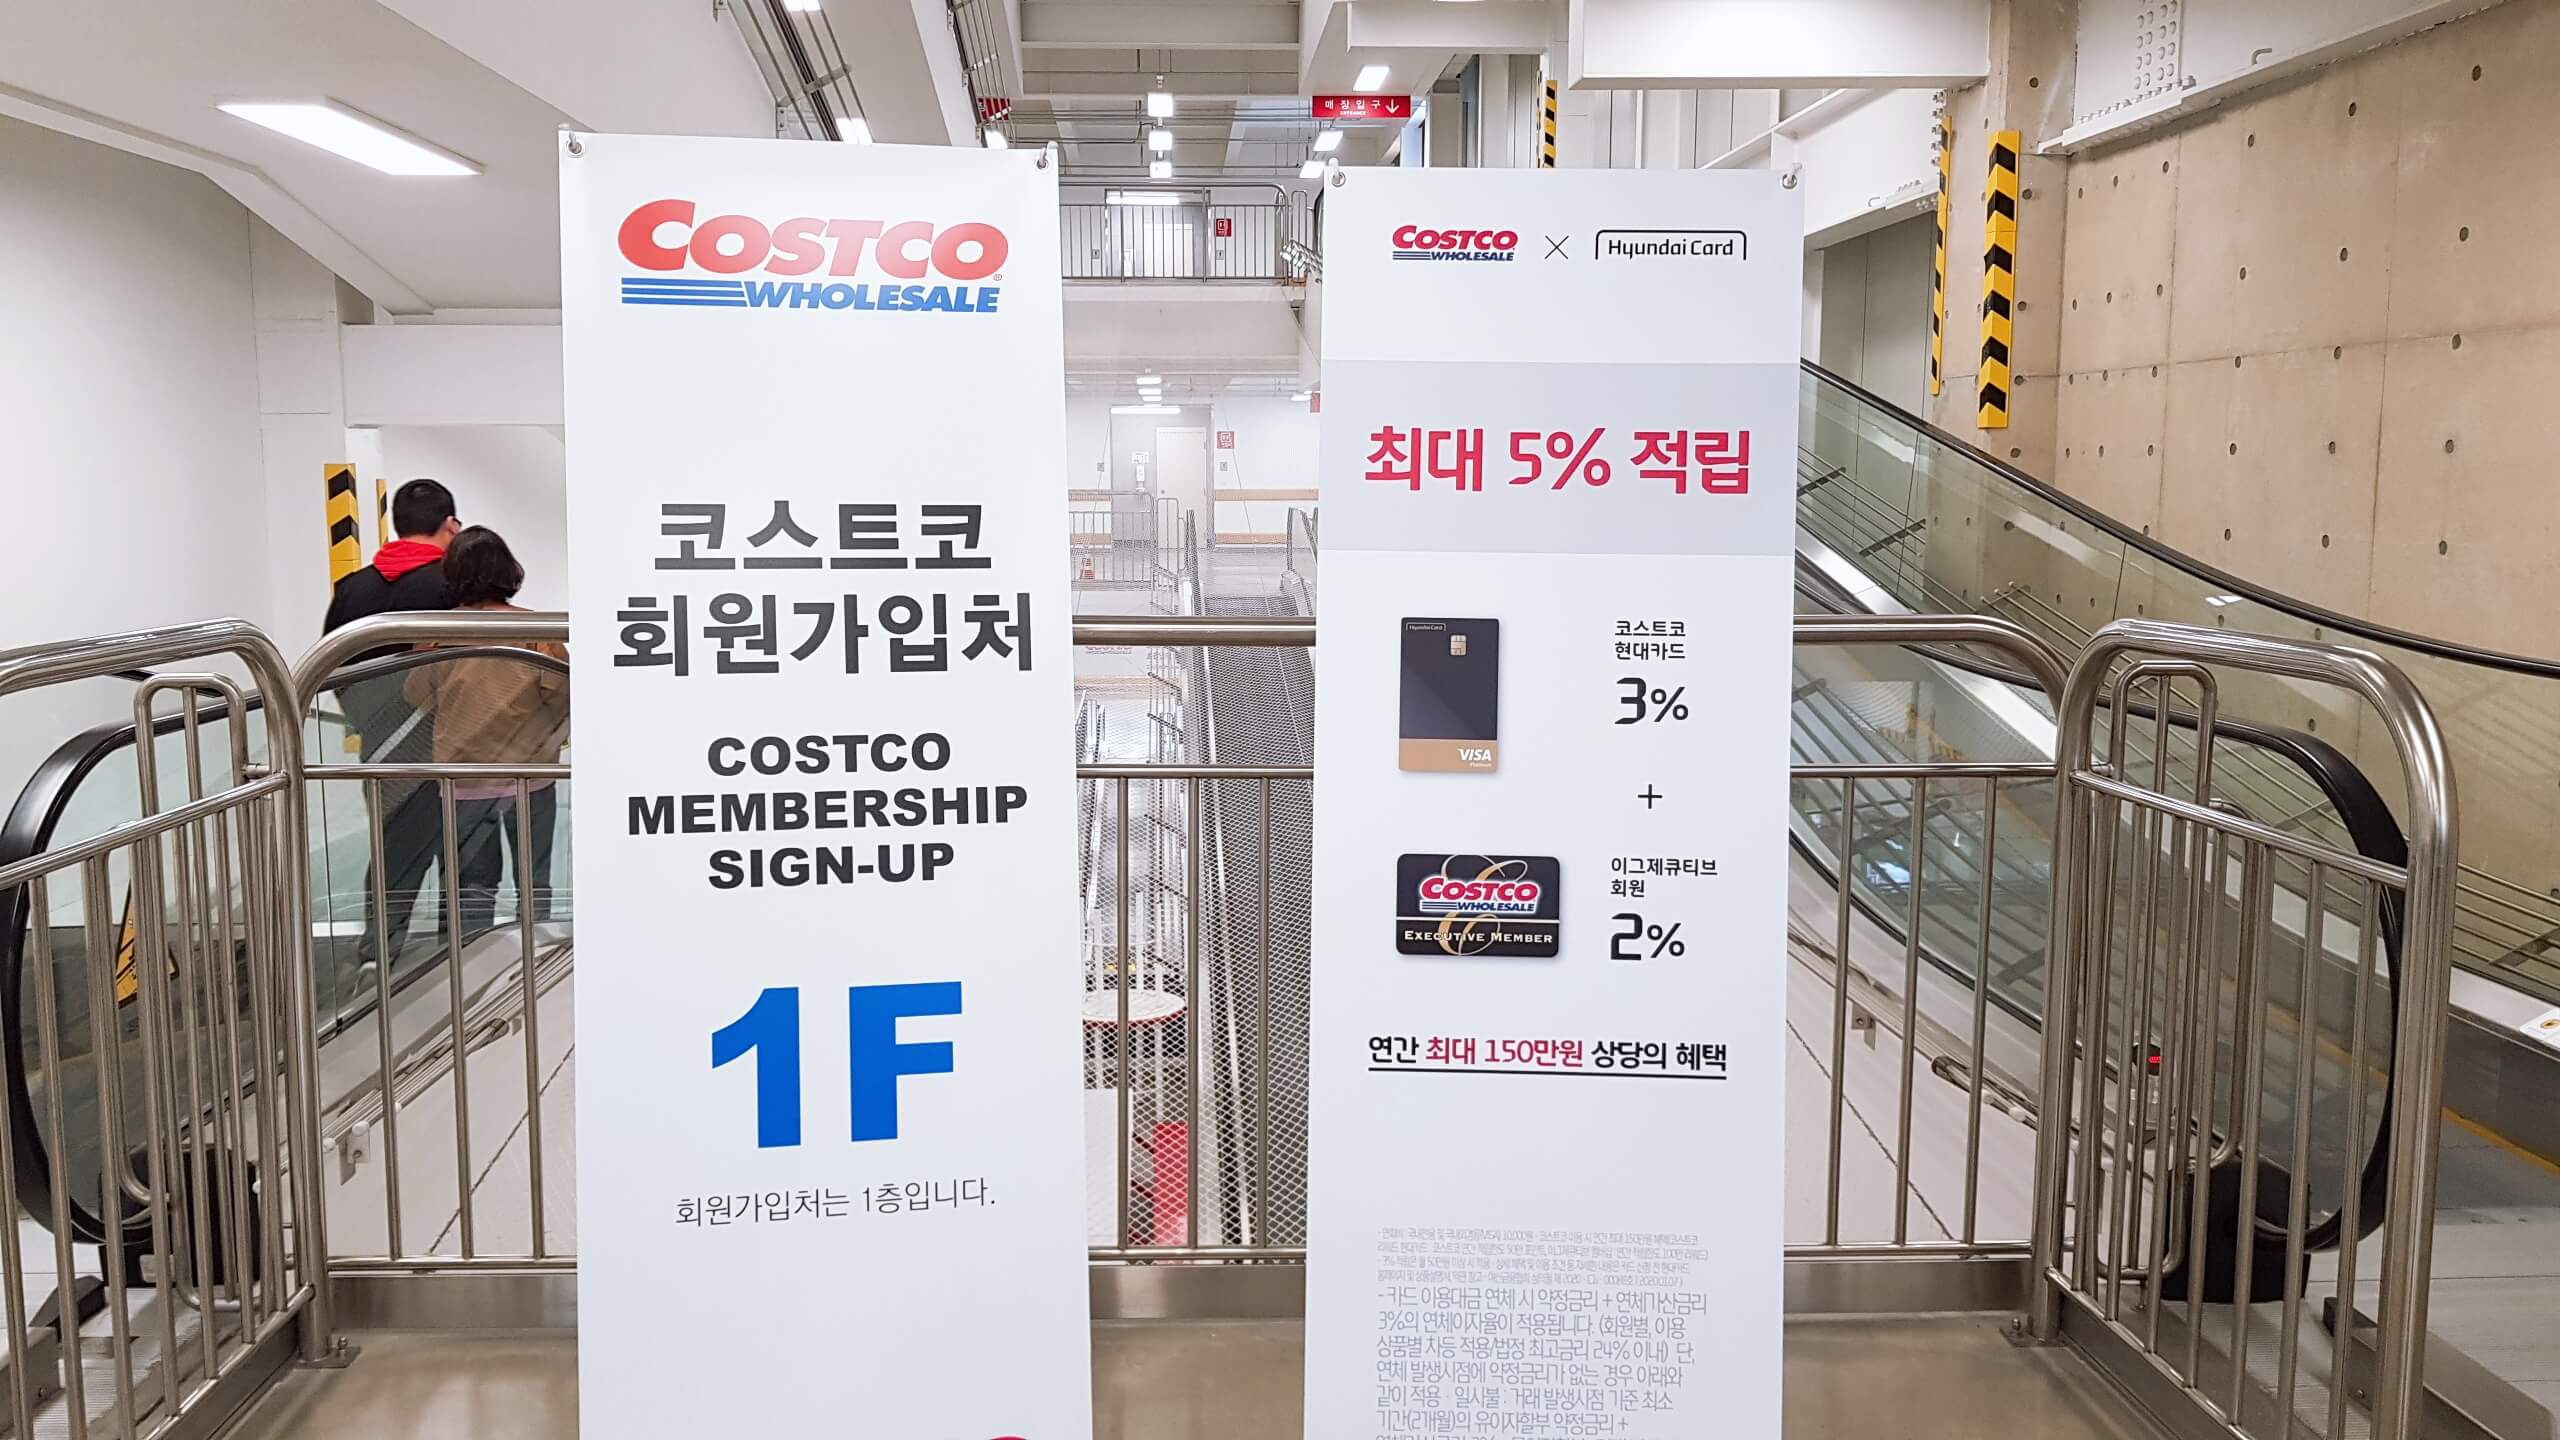 매장입구
ENTRANCE
COSTCO
WHOLESALE
코스트코
회원가입처
COSTCO
MEMBERSHIP
SIGN-UP
1F
회원가입처는 1층입니다.
COSTCO
WHOLESALE
X
Hyundai Card
최대 5% 적립
Hyundai Card
VISA
Platinum
코스트코
현대카드
3%
+
COSTCO
WHOLESALE
EXECUTIVE MEMBER
이그제큐티브
회원
2%
연간 최대 150만원 상당의 혜택
- 카드 이용대금 연체 시 약정금리 + 연체가산금리
3%의 연체이자율이 적용됩니다. (회원별, 이용
상품별 차등 적용/법정 최고금리 24% 이내) 단,
연체 발생시점에 약정금리가 없는 경우 아래와
같이 적용 · 일시불 : 거래 발생시점 기준 최소
기간(2개월)의 유이자할부 약정금리 +